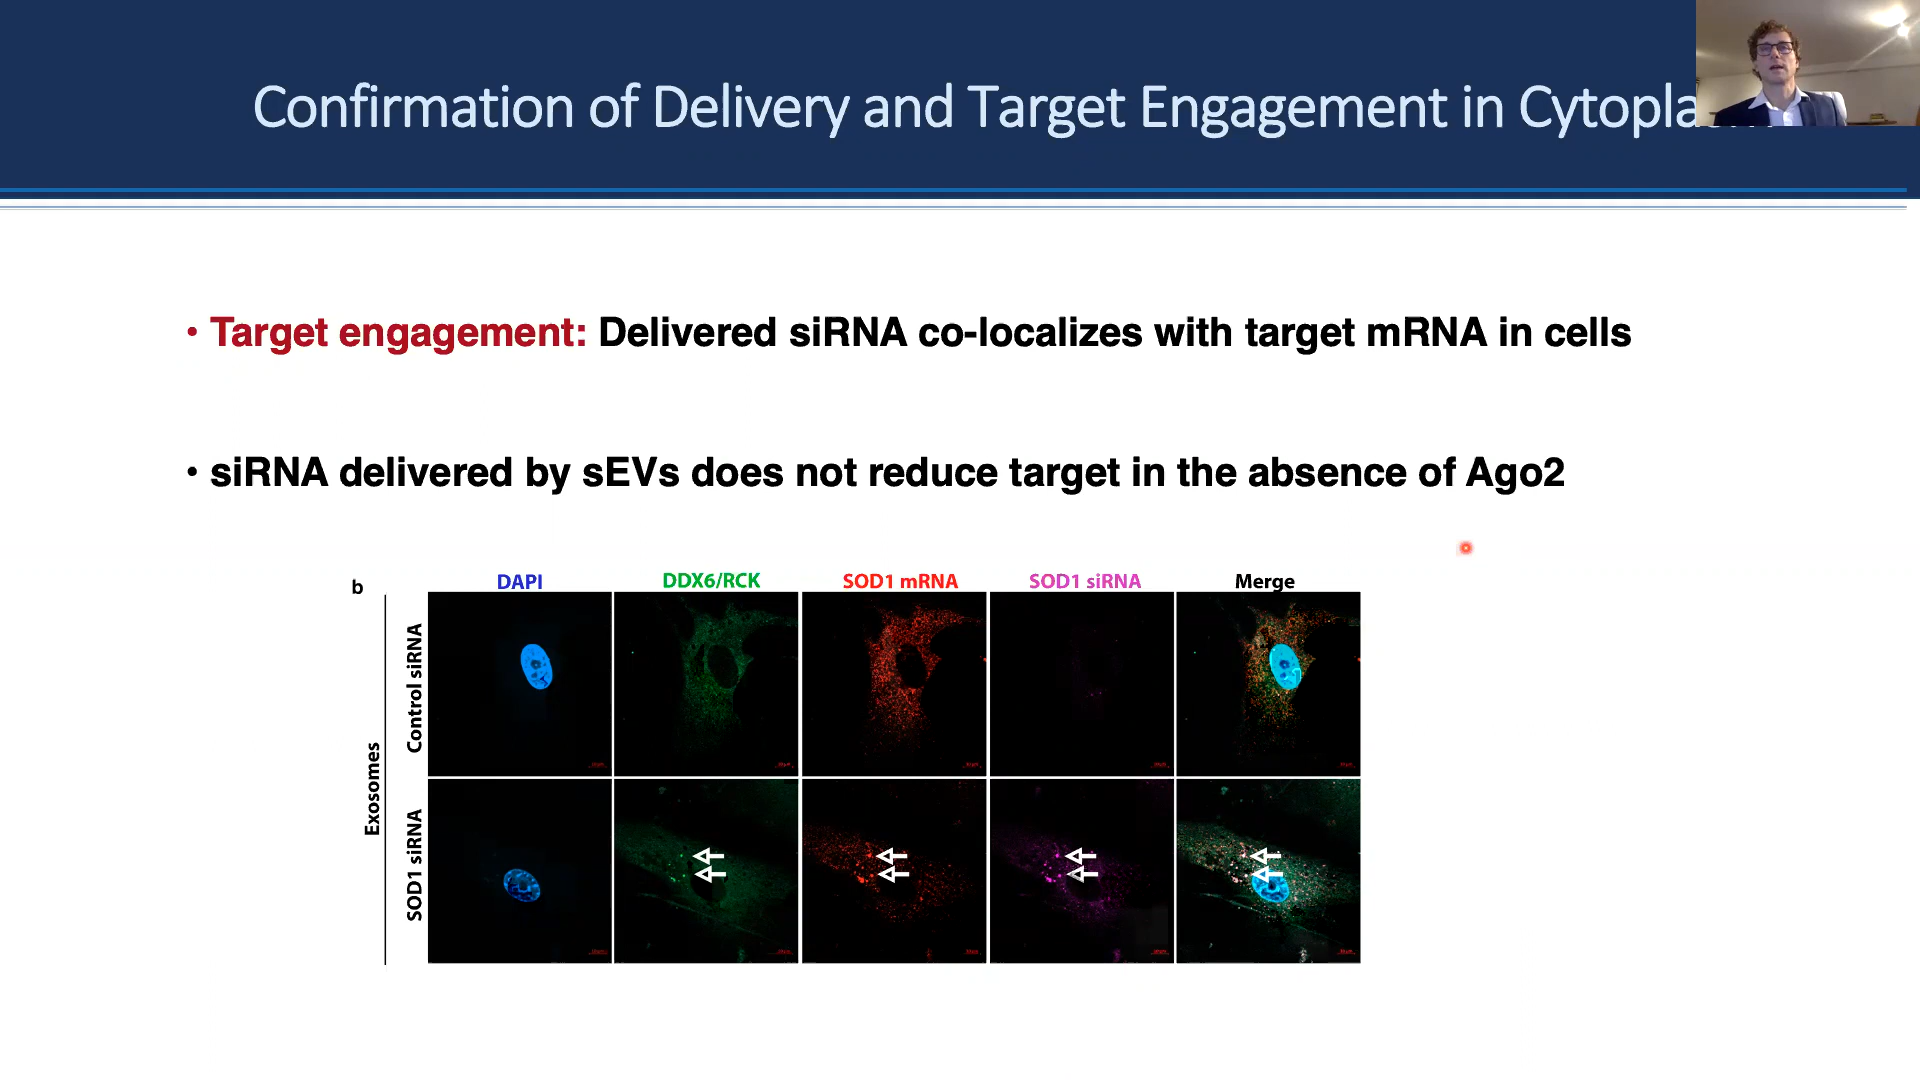 Confirmation of Delivery and Target Engagement in
• Target engagement: Delivered siRNA co-localizes with target mRNA in cells
• siRNA delivered by sEVs does not reduce target in the absence of Ago2
b
DAPI DDX6/RCK SOD1 mRNA SOD1 siRNA Merge
Exosomes
Control siRNA
SOD1 siRNA